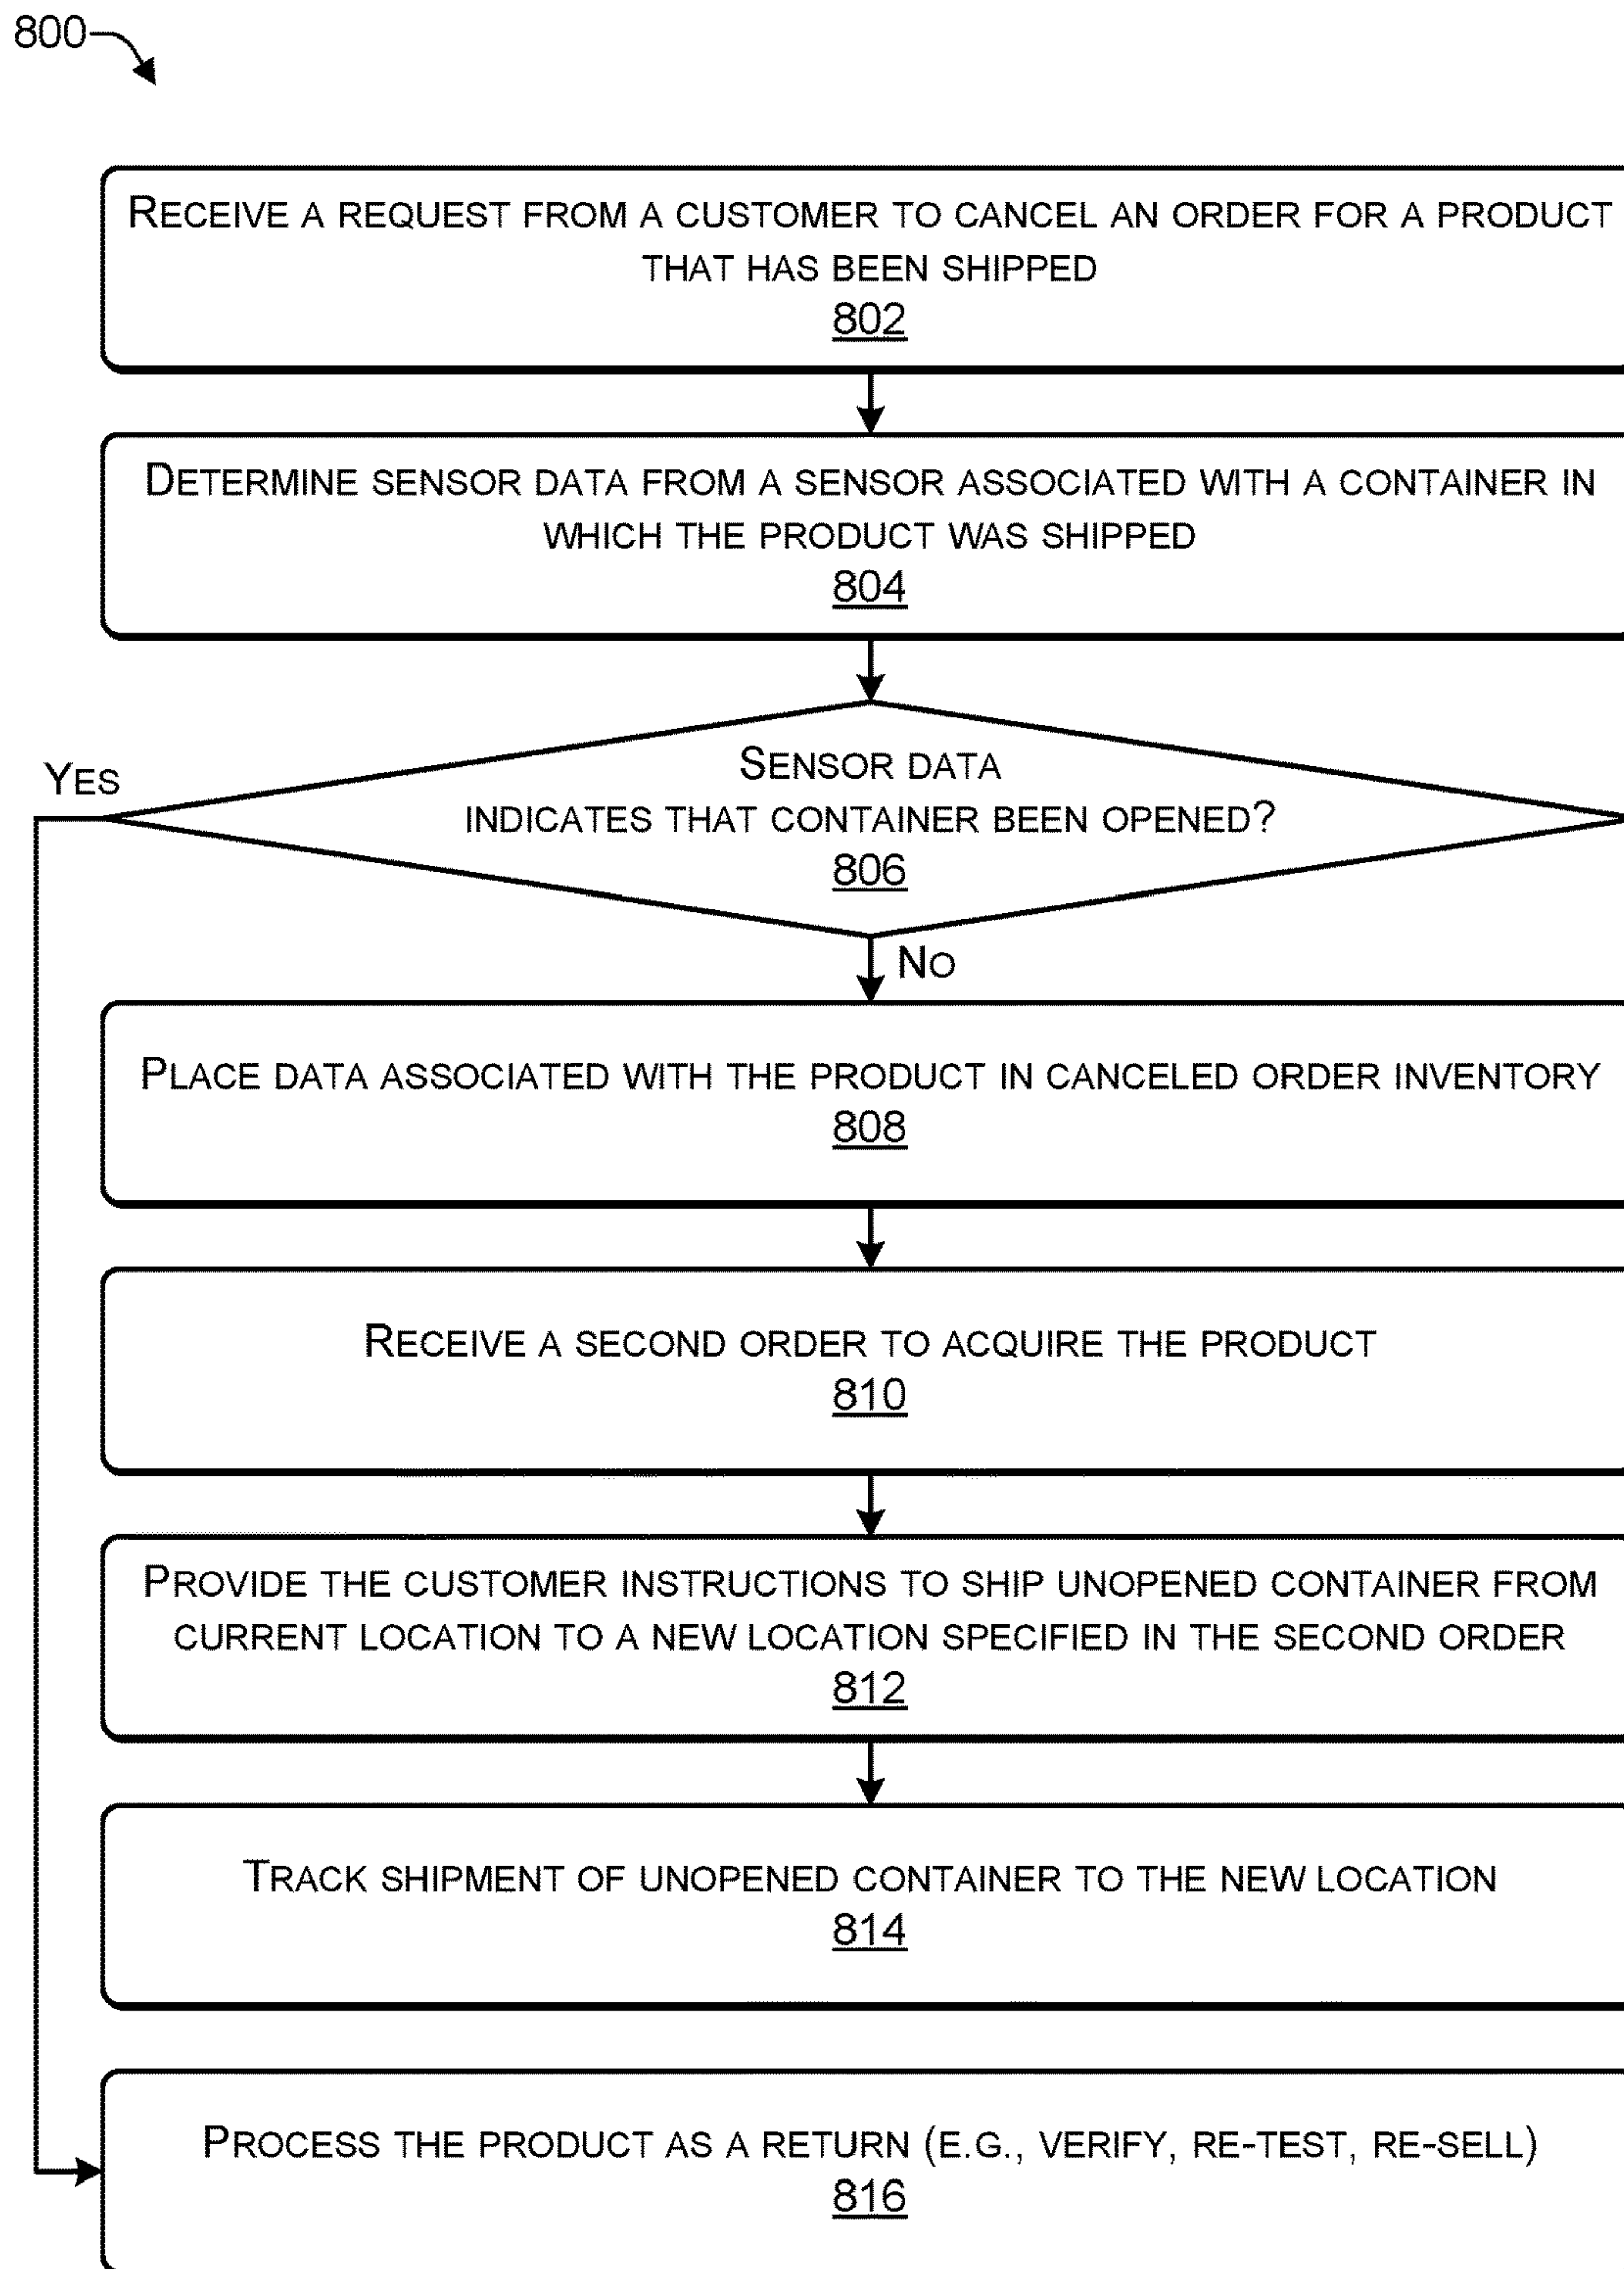 800
RECEIVE A REQUEST FROM A CUSTOMER TO CANCEL AN ORDER FOR A PRODUCT
THAT HAS BEEN SHIPPED
802
DETERMINE SENSOR DATA FROM A SENSOR ASSOCIATED WITH A CONTAINER IN
WHICH THE PRODUCT WAS SHIPPED
804
YES
SENSOR DATA
INDICATES THAT CONTAINER BEEN OPENED?
806
NO
PLACE DATA ASSOCIATED WITH THE PRODUCT IN CANCELED ORDER INVENTORY
808
RECEIVE A SECOND ORDER TO ACQUIRE THE PRODUCT
810
PROVIDE THE CUSTOMER INSTRUCTIONS TO SHIP UNOPENED CONTAINER FROM
CURRENT LOCATION TO A NEW LOCATION SPECIFIED IN THE SECOND ORDER
812
TRACK SHIPMENT OF UNOPENED CONTAINER TO THE NEW LOCATION
814
PROCESS THE PRODUCT AS A RETURN (E.G., VERIFY, RE-TEST, RE-SELL)
816